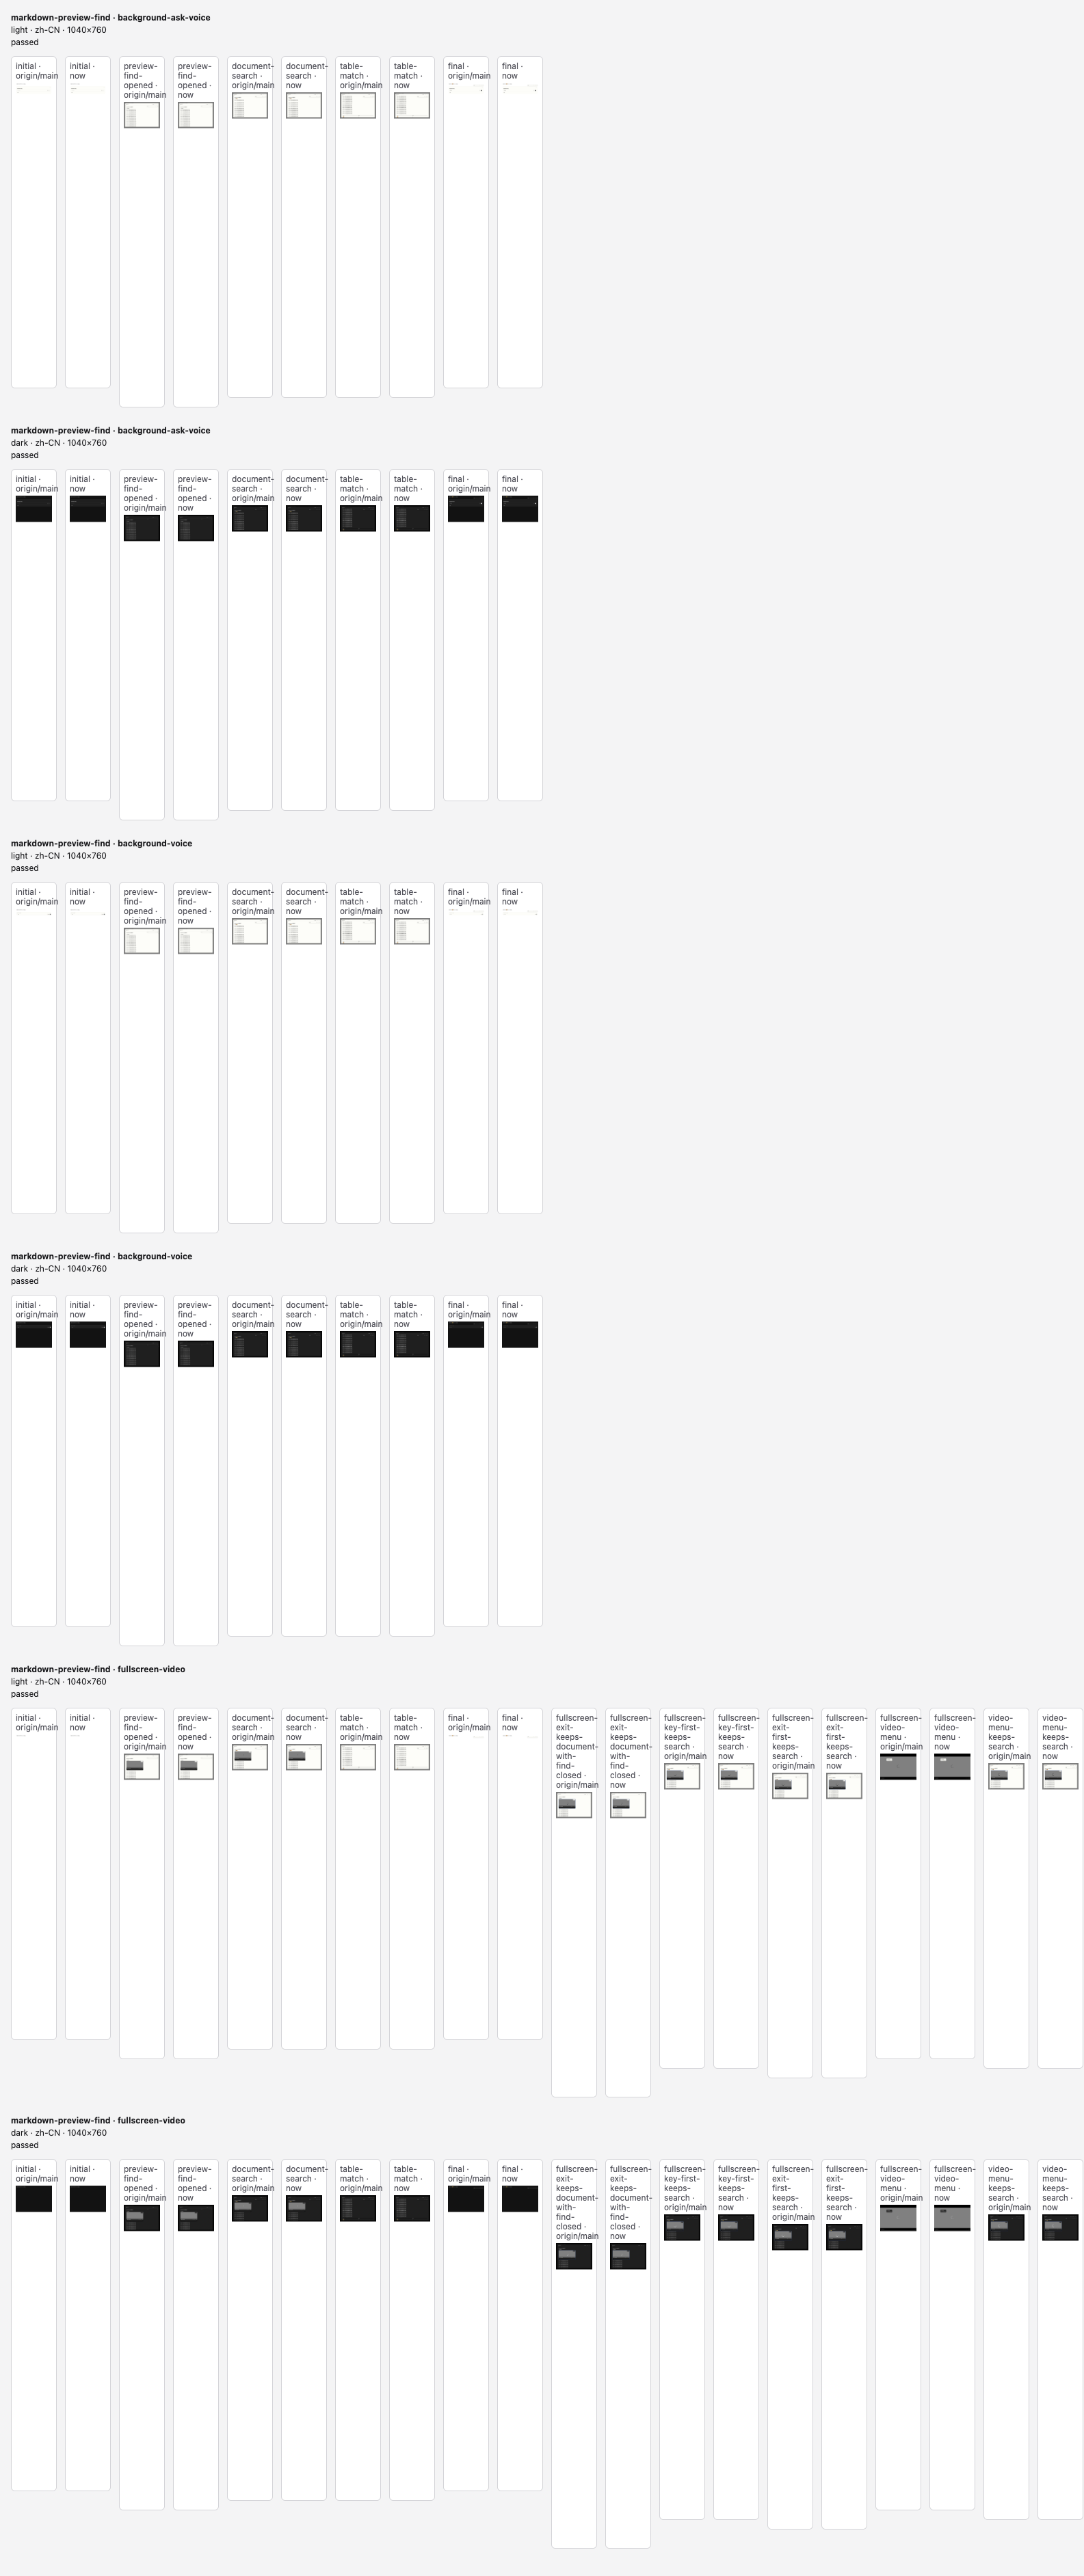 markdown-preview-find · background-ask-voice
light · zh-CN · 1040×760
passed
initial ·
origin/main
initial ·
now
preview-
find-
opened ·
origin/main
preview-
find-
opened ·
now
document-
search ·
origin/main
document-
search ·
now
table-
match ·
origin/main
table-
match ·
now
final ·
origin/main
final ·
now
markdown-preview-find · background-ask-voice
dark · zh-CN · 1040×760
passed
initial ·
origin/main
initial ·
now
preview-
find-
opened ·
origin/main
preview-
find-
opened ·
now
document-
search ·
origin/main
document-
search ·
now
table-
match ·
origin/main
table-
match ·
now
final ·
origin/main
final ·
now
markdown-preview-find · background-voice
light · zh-CN · 1040×760
passed
initial ·
origin/main
initial ·
now
preview-
find-
opened ·
origin/main
preview-
find-
opened ·
now
document-
search ·
origin/main
document-
search ·
now
table-
match ·
origin/main
table-
match ·
now
final ·
origin/main
final ·
now
markdown-preview-find · background-voice
dark · zh-CN · 1040×760
passed
initial ·
origin/main
initial ·
now
preview-
find-
opened ·
origin/main
preview-
find-
opened ·
now
document-
search ·
origin/main
document-
search ·
now
table-
match ·
origin/main
table-
match ·
now
final ·
origin/main
final ·
now
markdown-preview-find · fullscreen-video
light · zh-CN · 1040×760
passed
initial ·
origin/main
initial ·
now
preview-
find-
opened ·
origin/main
preview-
find-
opened ·
now
document-
search ·
origin/main
document-
search ·
now
table-
match ·
origin/main
table-
match ·
now
final ·
origin/main
final ·
now
fullscreen-
exit-
keeps-
document-
with-
find-
closed ·
origin/main
fullscreen-
exit-
keeps-
document-
with-
find-
closed ·
now
fullscreen-
key-first-
keeps-
search ·
origin/main
fullscreen-
key-first-
keeps-
search ·
now
fullscreen-
exit-
first-
keeps-
search ·
origin/main
fullscreen-
exit-
first-
keeps-
search ·
now
fullscreen-
video-
menu ·
origin/main
fullscreen-
video-
menu ·
now
video-
menu-
keeps-
search ·
origin/main
video-
menu-
keeps-
search ·
now
markdown-preview-find · fullscreen-video
dark · zh-CN · 1040×760
passed
initial ·
origin/main
initial ·
now
preview-
find-
opened ·
origin/main
preview-
find-
opened ·
now
document-
search ·
origin/main
document-
search ·
now
table-
match ·
origin/main
table-
match ·
now
final ·
origin/main
final ·
now
fullscreen-
exit-
keeps-
document-
with-
find-
closed ·
origin/main
fullscreen-
exit-
keeps-
document-
with-
find-
closed ·
now
fullscreen-
key-first-
keeps-
search ·
origin/main
fullscreen-
key-first-
keeps-
search ·
now
fullscreen-
exit-
first-
keeps-
search ·
origin/main
fullscreen-
exit-
first-
keeps-
search ·
now
fullscreen-
video-
menu ·
origin/main
fullscreen-
video-
menu ·
now
video-
menu-
keeps-
search ·
origin/main
video-
menu-
keeps-
search ·
now